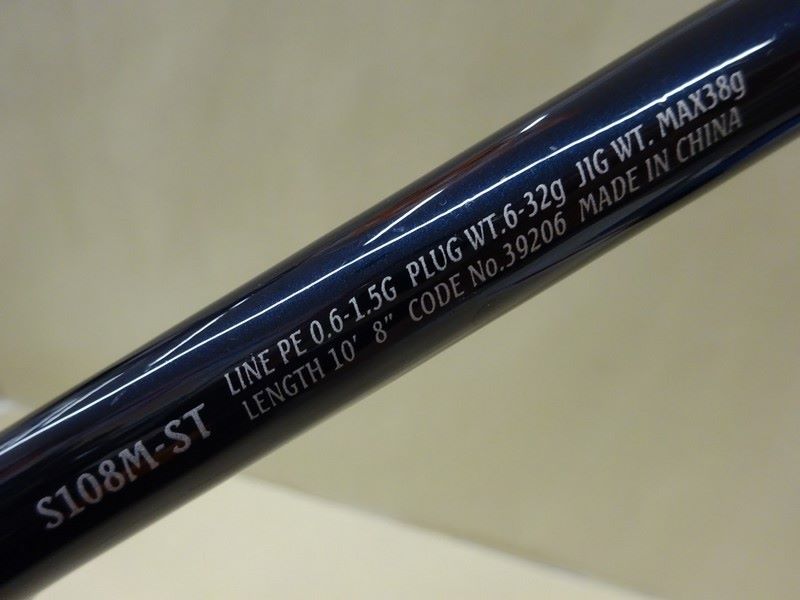 S108M-ST
LINE PE 0.6-1.5G PLUG WT.6-32g JIG WT. MAX38g
LENGTH 10' 8" CODE No.39206 MADE IN CHINA